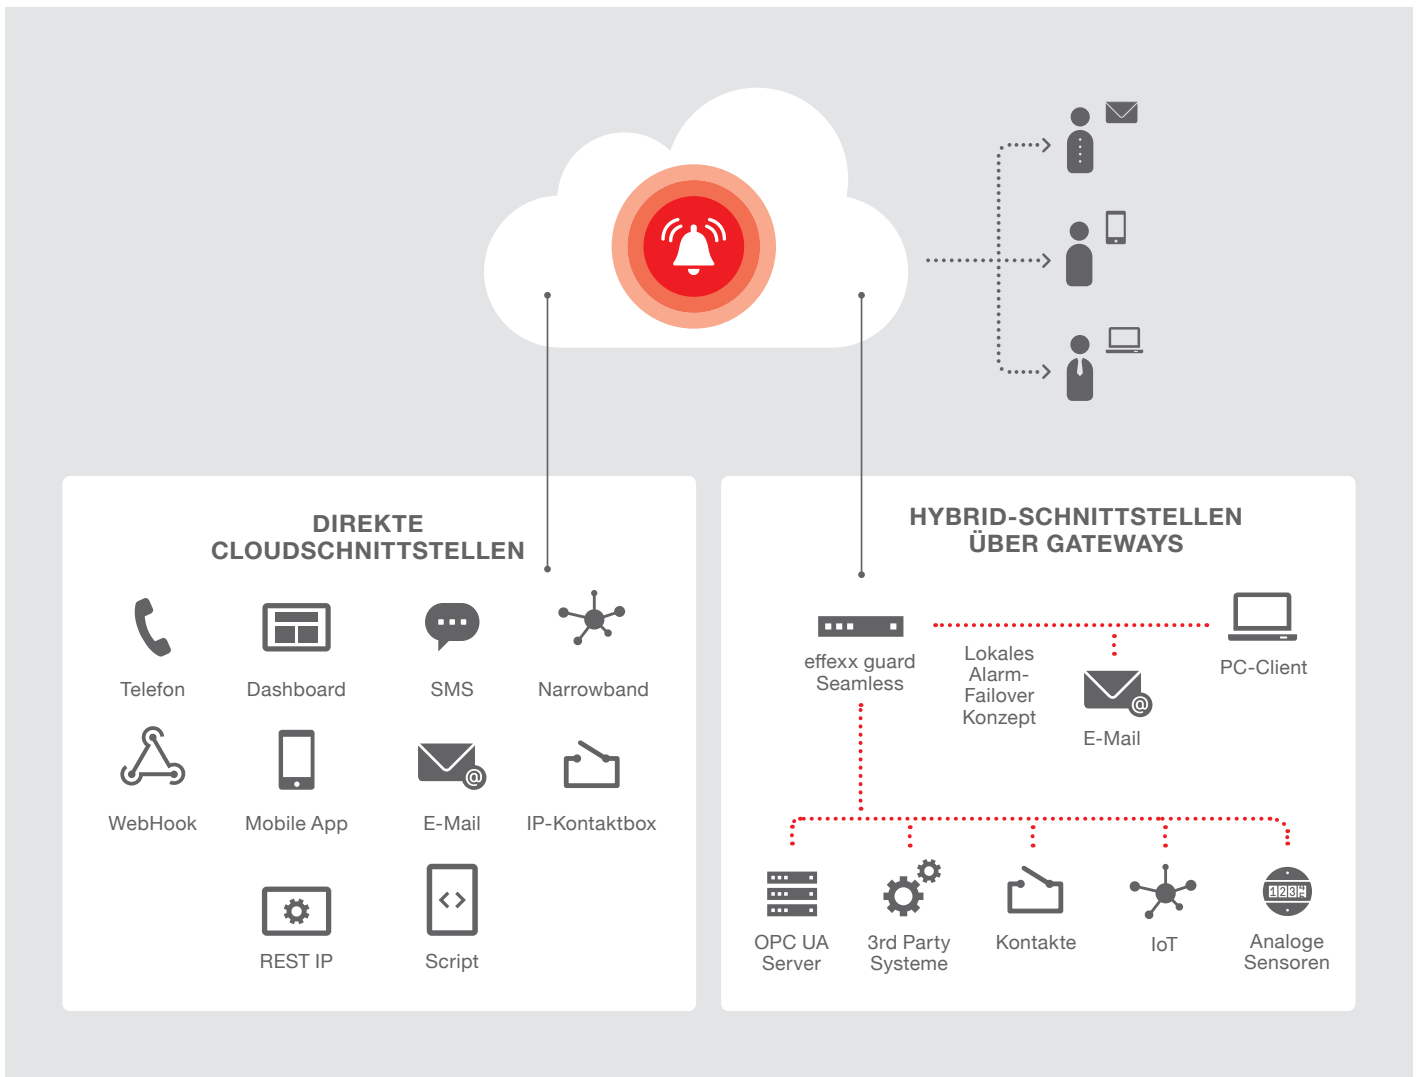 DIREKTE
CLOUDSCHNITTSTELLEN
Telefon
Dashboard
SMS
Narrowband
WebHook
Mobile App
@
E-Mail
IP-Kontaktbox
REST IP
Script
HYBRID-SCHNITTSTELLEN
ÜBER GATEWAYS
effexx guard
Seamless
Lokales
Alarm-
Failover
Konzept
@
E-Mail
PC-Client
OPC UA
Server
3rd Party
Systeme
Kontakte
IoT
123
Analoge
Sensoren